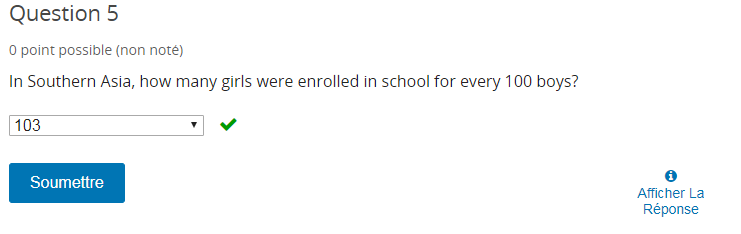 Question 5
0 point possible (non noté)
In Southern Asia, how many girls were enrolled in school for every 100 boys?
103
Soumettre
Afficher La
Réponse